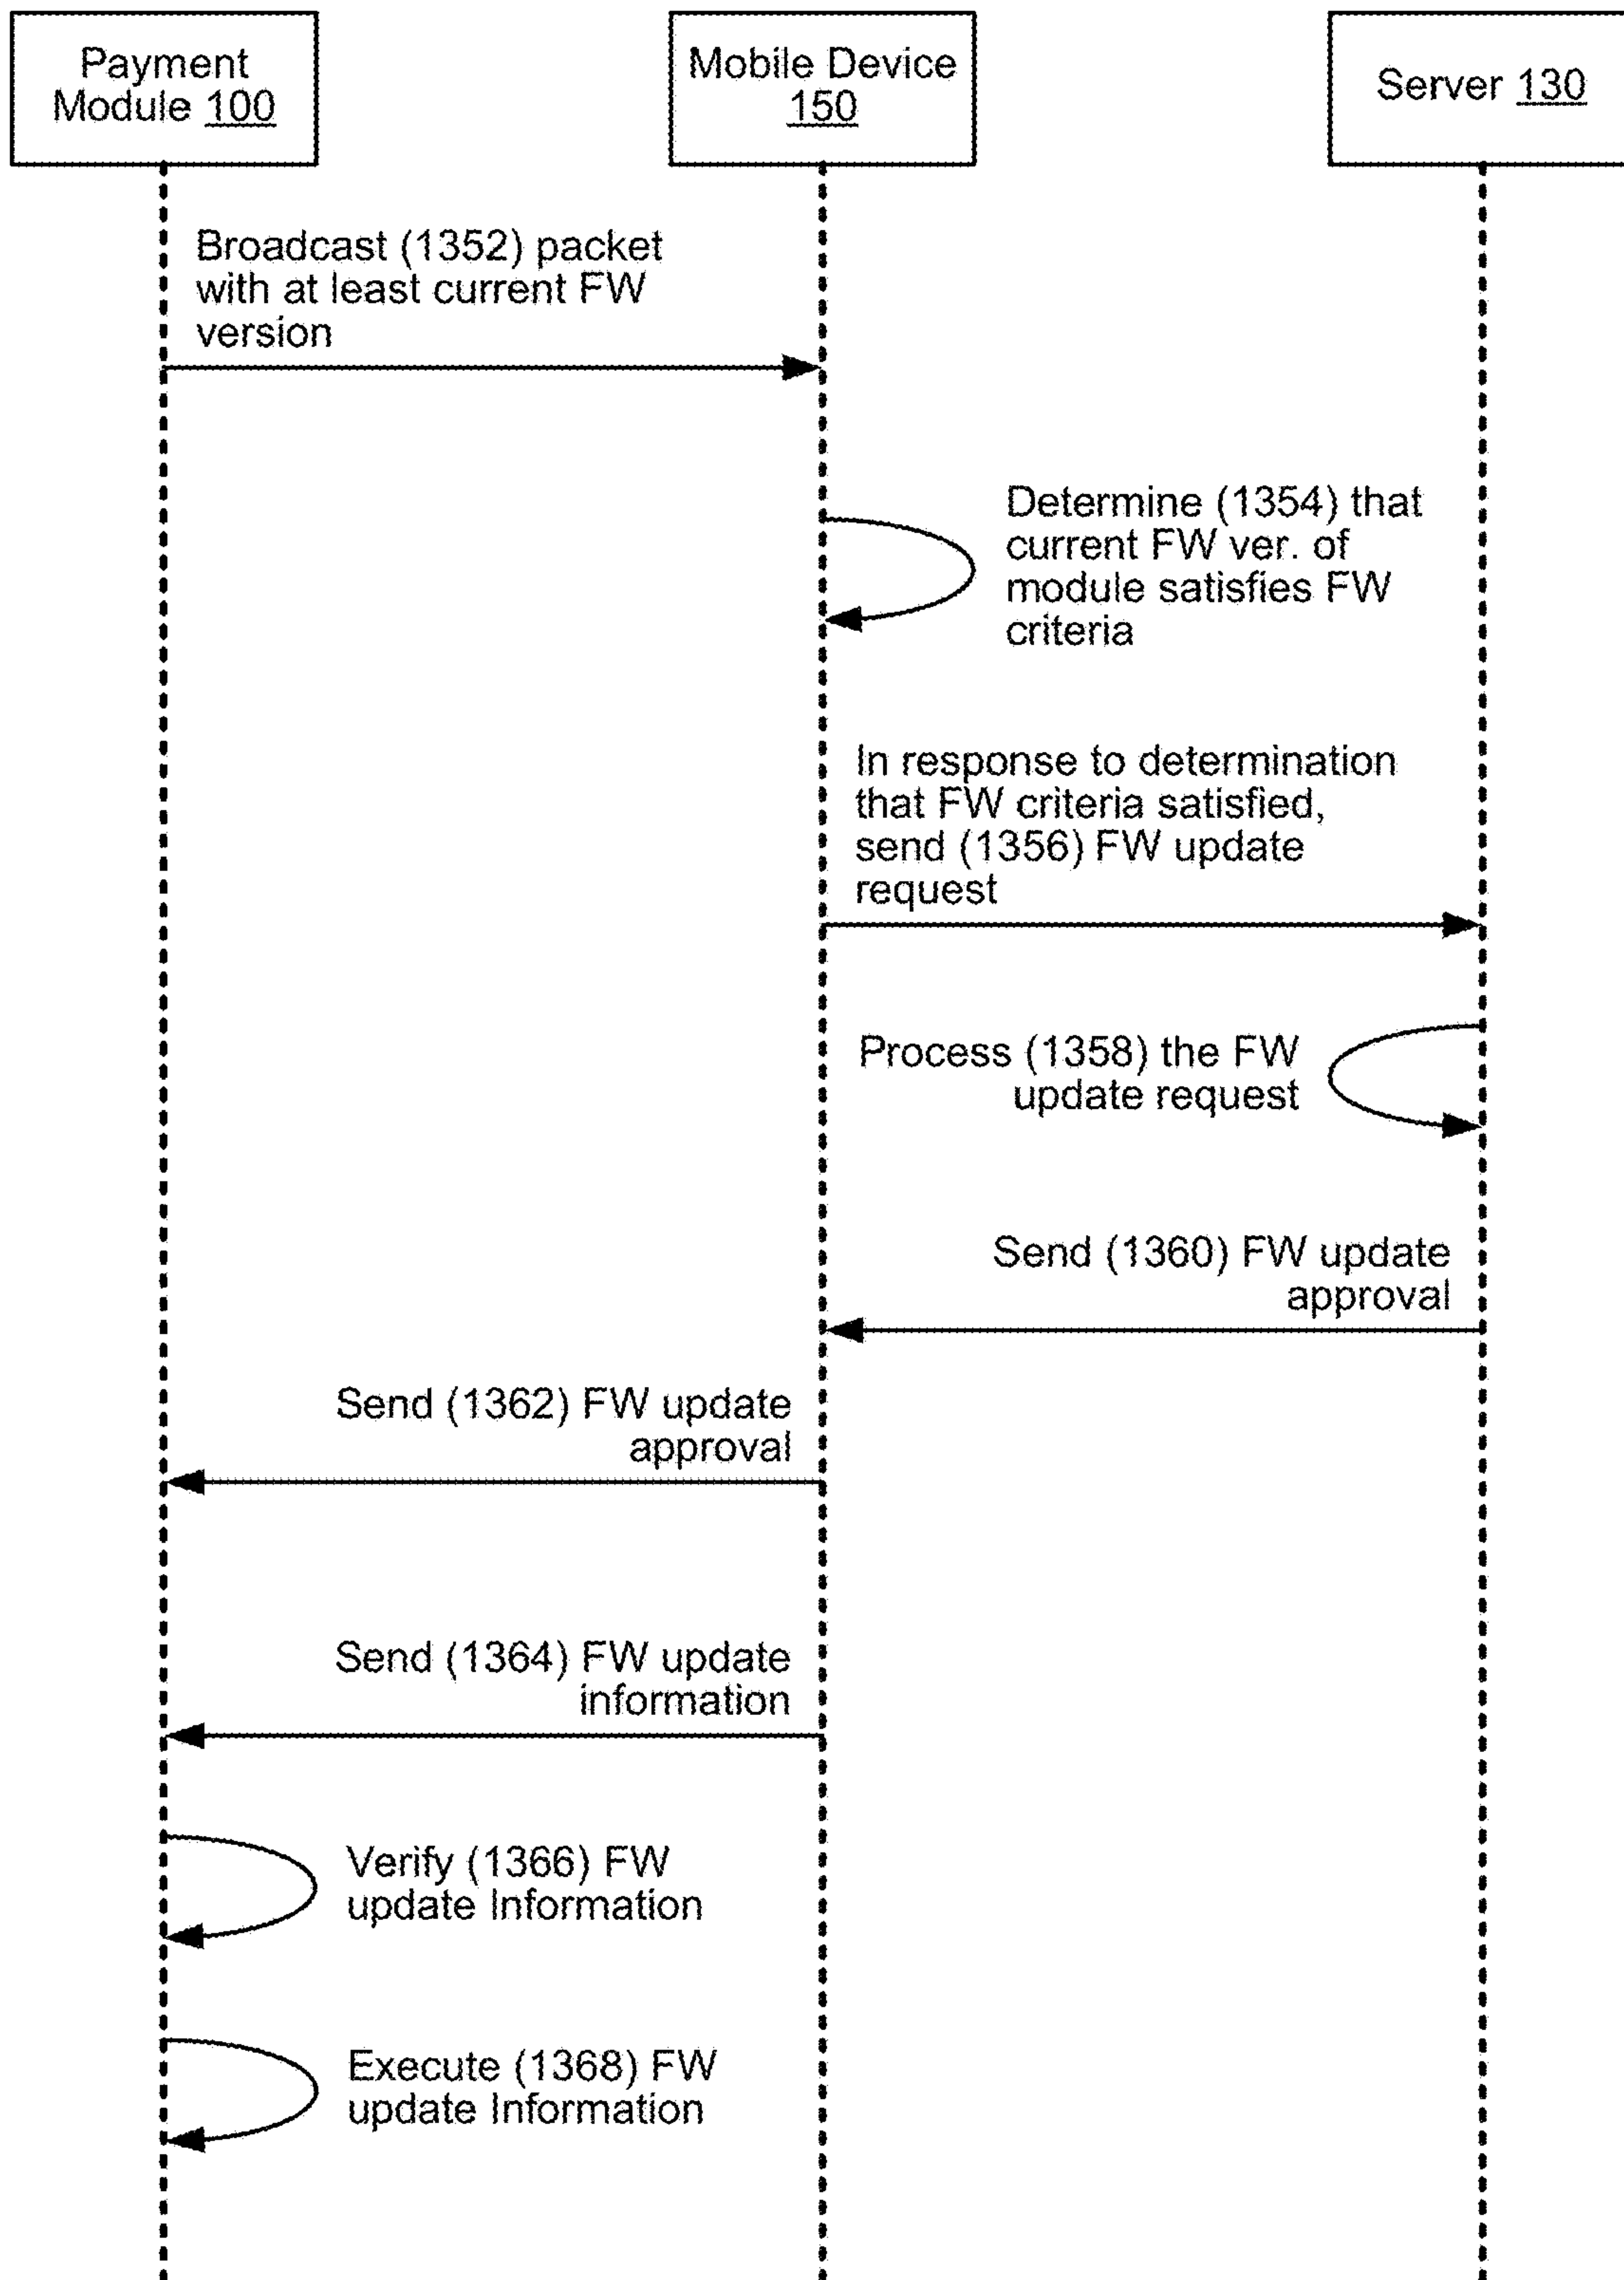 Payment
Module 100
Mobile Device
150
Server 130
Broadcast (1352) packet
with at least current FW
version
Determine (1354) that
current FW ver. of
module satisfies FW
criteria
In response to determination
that FW criteria satisfied,
send (1356) FW update
request
Process (1358) the FW
update request
Send (1360) FW update
approval
Send (1362) FW update
approval
Send (1364) FW update
information
Verify (1366) FW
update Information
Execute (1368) FW
update Information